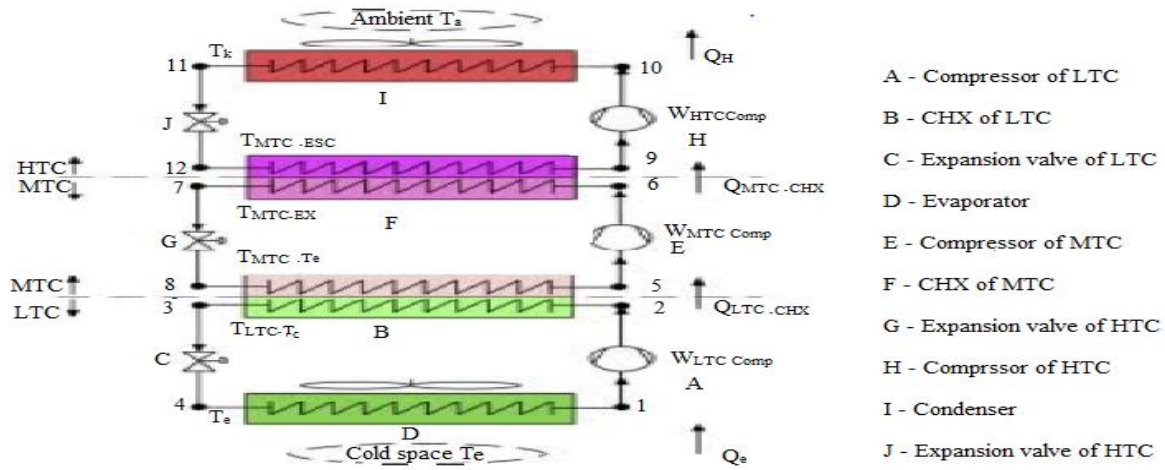 Ambient Ta
Tk
11
10
QH
I
J
WHTCComp
H
TMTC .ESC
HTC
MTC
12
9
7
6
QMTC .CHX
TMTC-EX
F
G
WMTC Comp
E
TMTC .Te
MTC
LTC
8
5
3
2
QLTC .CHX
TLTC-Tc
B
C
WLTC Comp
A
4
1
Te
D
Cold space Te
Qe
A - Compressor of LTC
B - CHX of LTC
C - Expansion valve of LTC
D - Evaporator
E - Compressor of MTC
F - CHX of MTC
G - Expansion valve of HTC
H - Comprssor of HTC
I - Condenser
J - Expansion valve of HTC